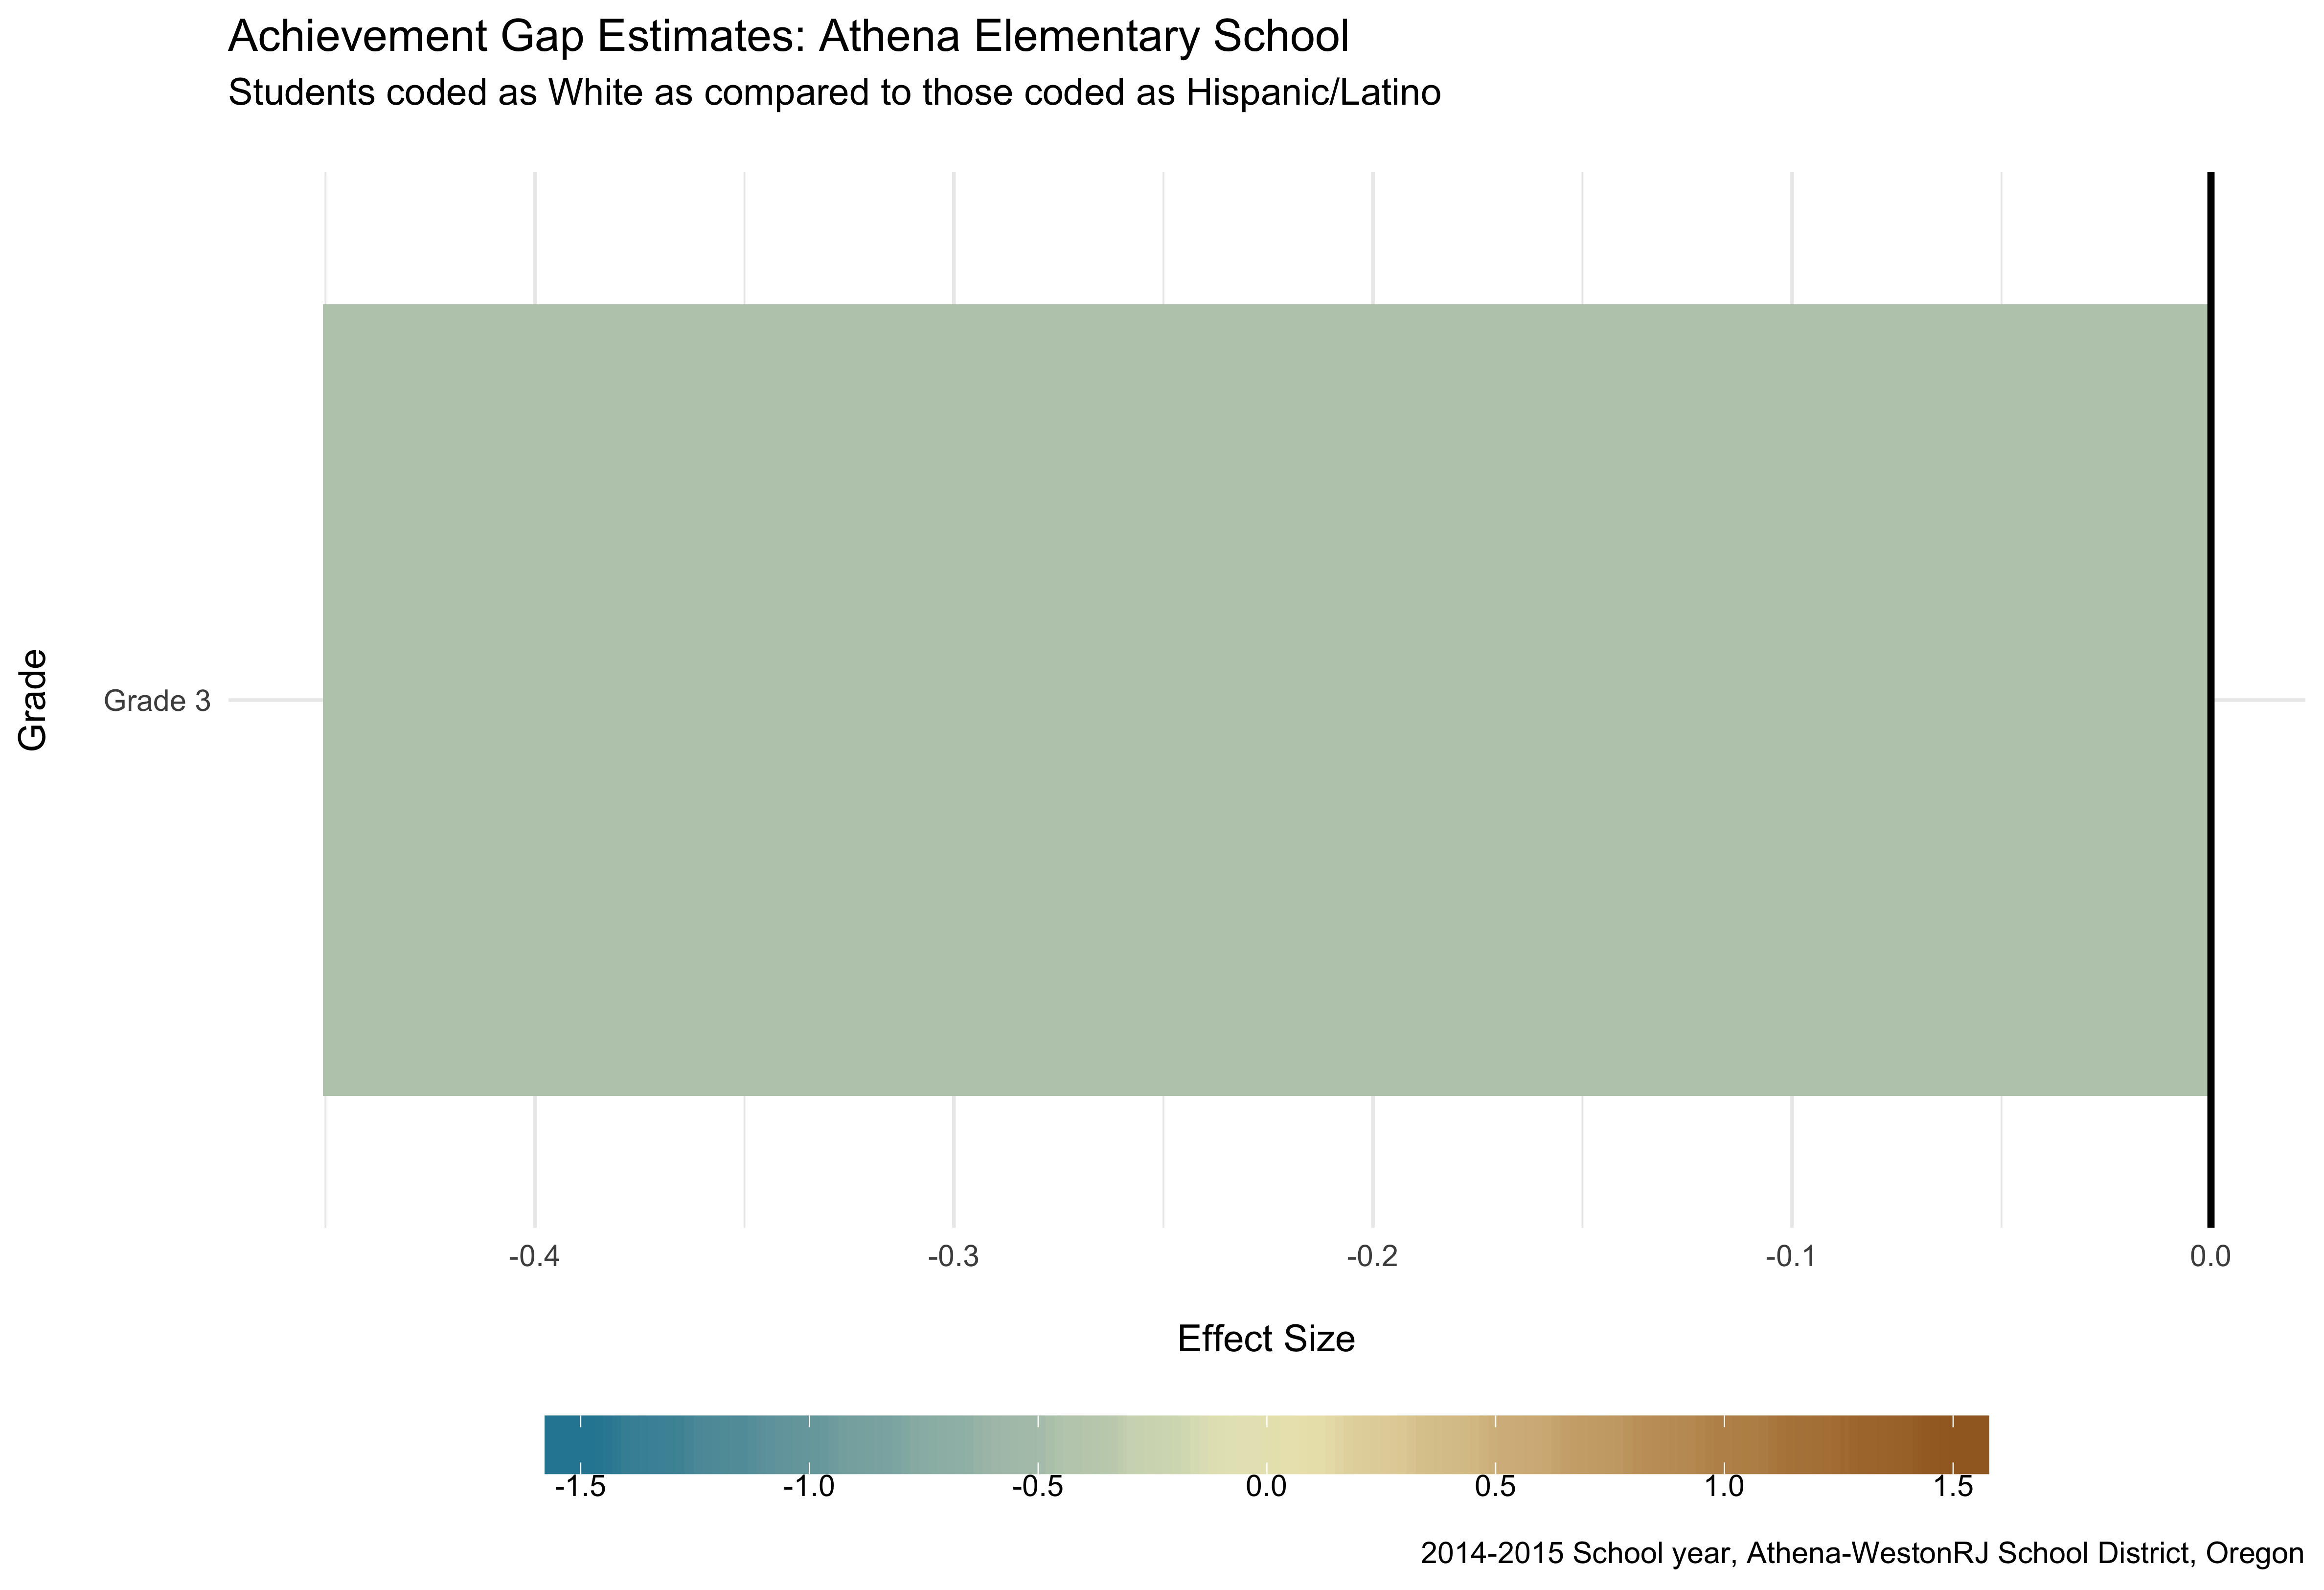 Achievement Gap Estimates: Athena Elementary School
Students coded as White as compared to those coded as Hispanic/Latino
Grade
Grade 3
-0.4 -0.3 -0.2 -0.1 0.0
Effect Size
-1.5 -1.0 -0.5 0.0 0.5 1.0 1.5
2014-2015 School year, Athena-WestonRJ School District, Oregon